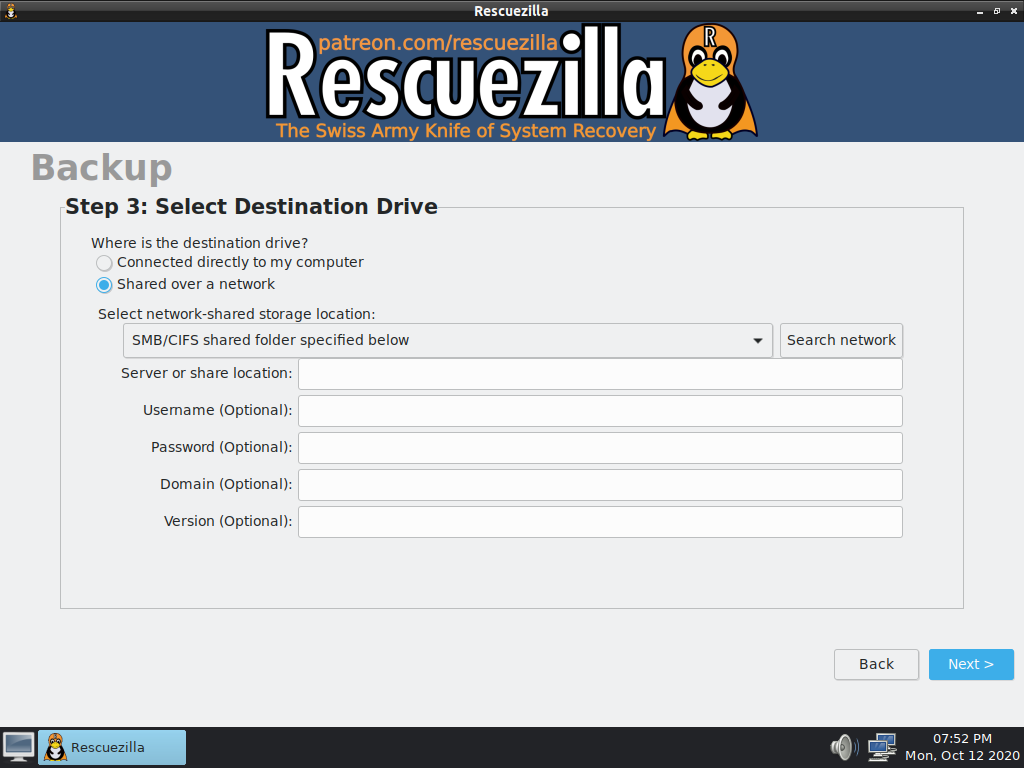 Rescuezilla
patreon.com/rescuezilla
Rescuezilla
R
The Swiss Army Knife of System Recovery
Backup
Step 3: Select Destination Drive
Where is the destination drive?
Connected directly to my computer
Shared over a network
Select network-shared storage location:
SMB/CIFS shared folder specified below
Search network
Server or share location:
Username (Optional):
Password (Optional):
Domain (Optional):
Version (Optional):
Back
Next >
Rescuezilla
07:52 PM
Mon, Oct 12 2020